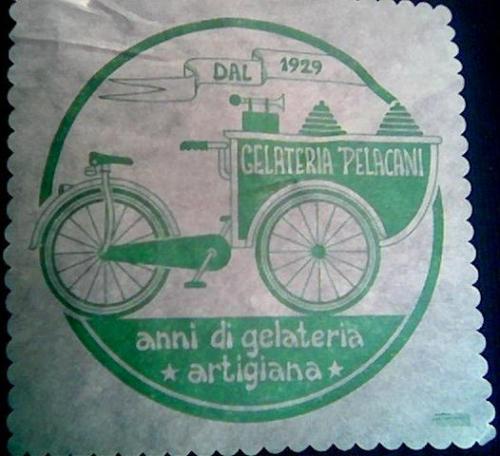 DAL 1929
GELATERIA PELACANI
anni di gelateria
artigiana